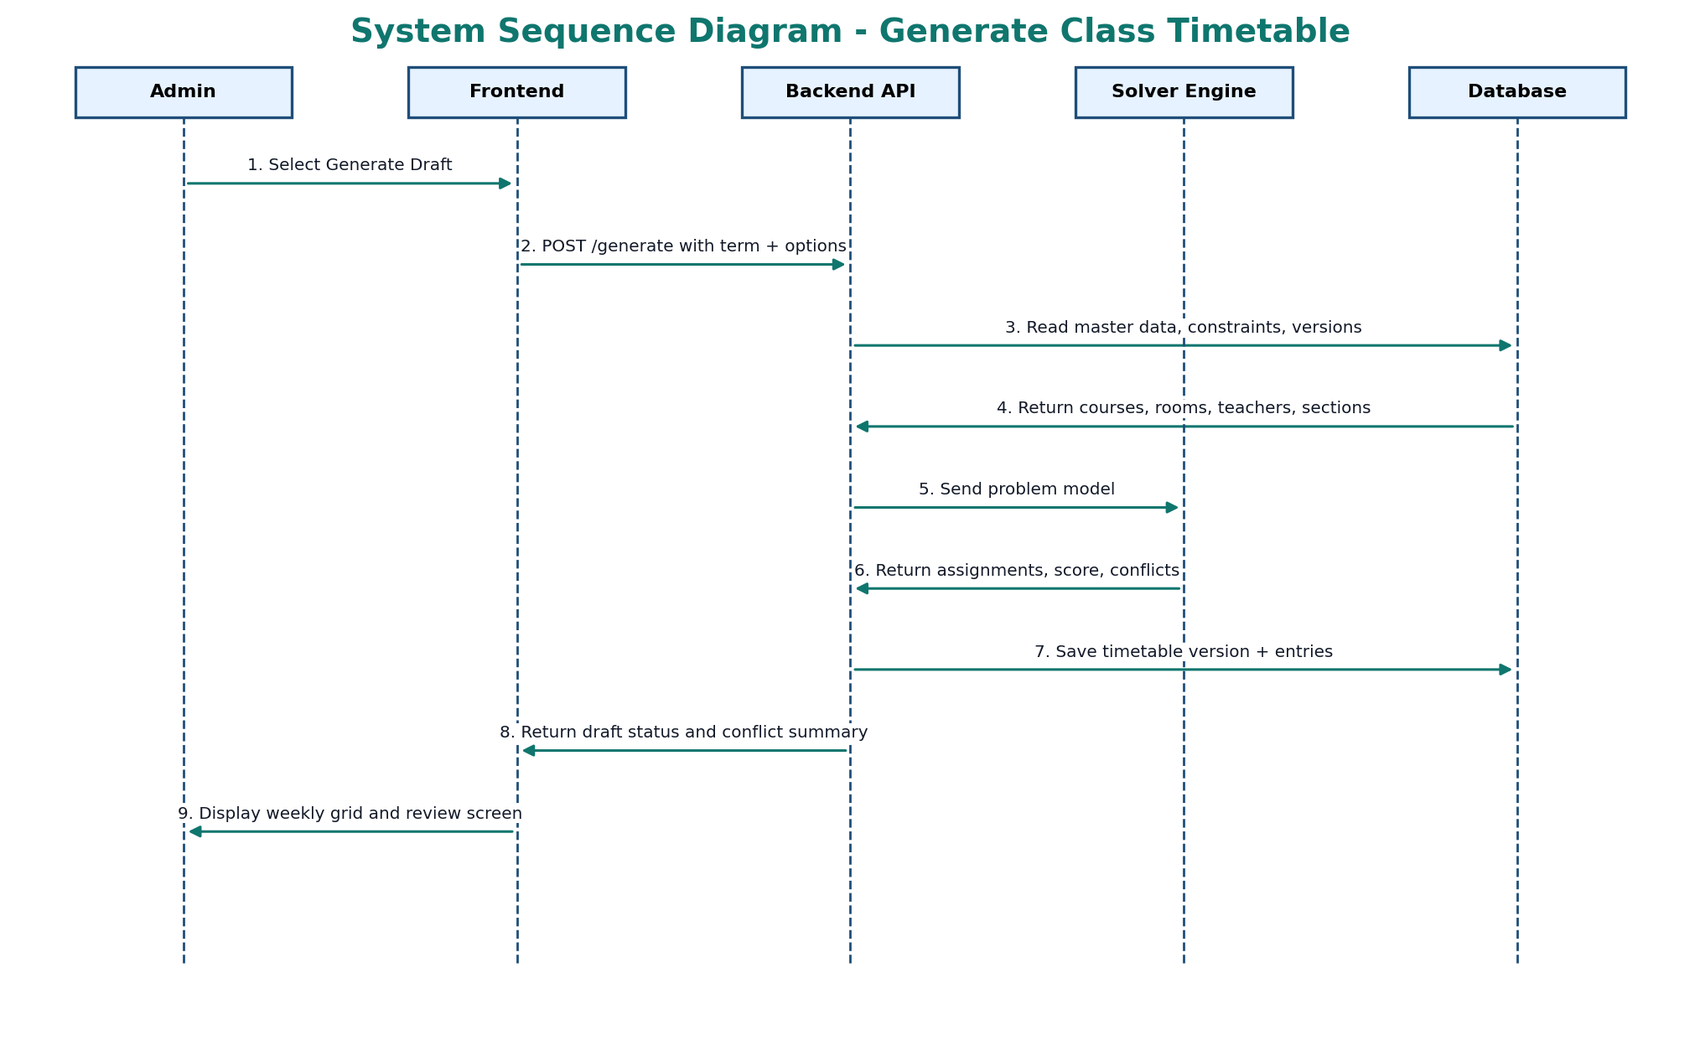 System Sequence Diagram - Generate Class Timetable
Admin
Frontend
Backend API
Solver Engine
Database
1. Select Generate Draft
2. POST /generate with term + options
3. Read master data, constraints, versions
4. Return courses, rooms, teachers, sections
5. Send problem model
6. Return assignments, score, conflicts
7. Save timetable version + entries
8. Return draft status and conflict summary
9. Display weekly grid and review screen